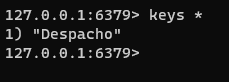 127.0.0.1:6379> keys *
1) "Despacho"
127.0.0.1:6379>